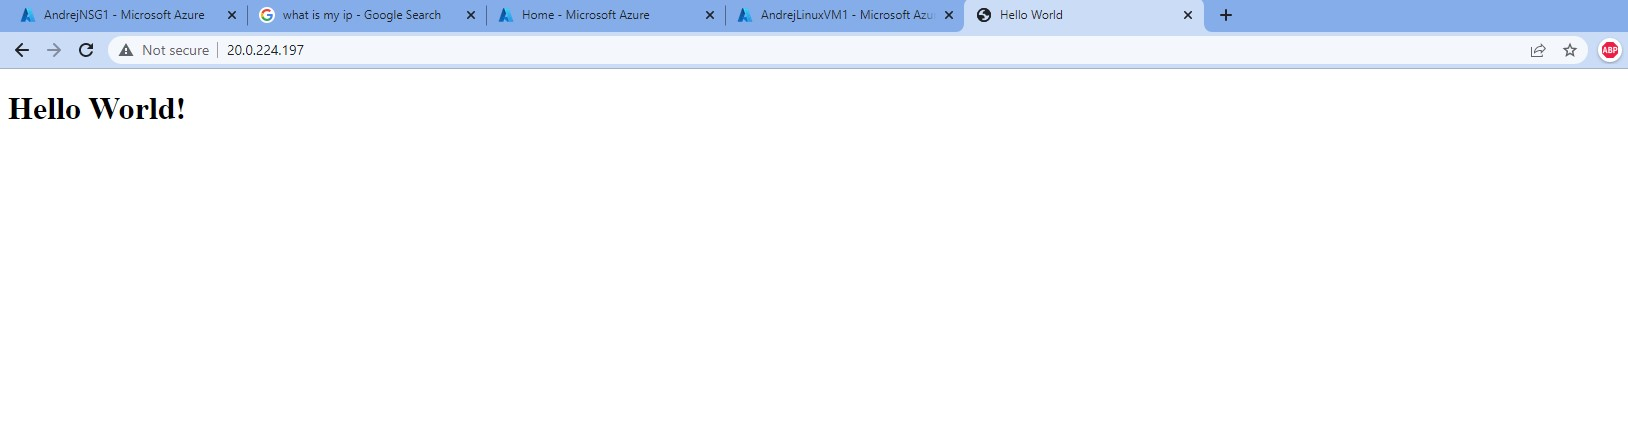 AndrejNSG1 - Microsoft Azure
what is my ip - Google Search
Home - Microsoft Azure
AndrejLinuxVM1 - Microsoft Azu
Hello World
Not secure
20.0.224.197
ABP
Hello World!